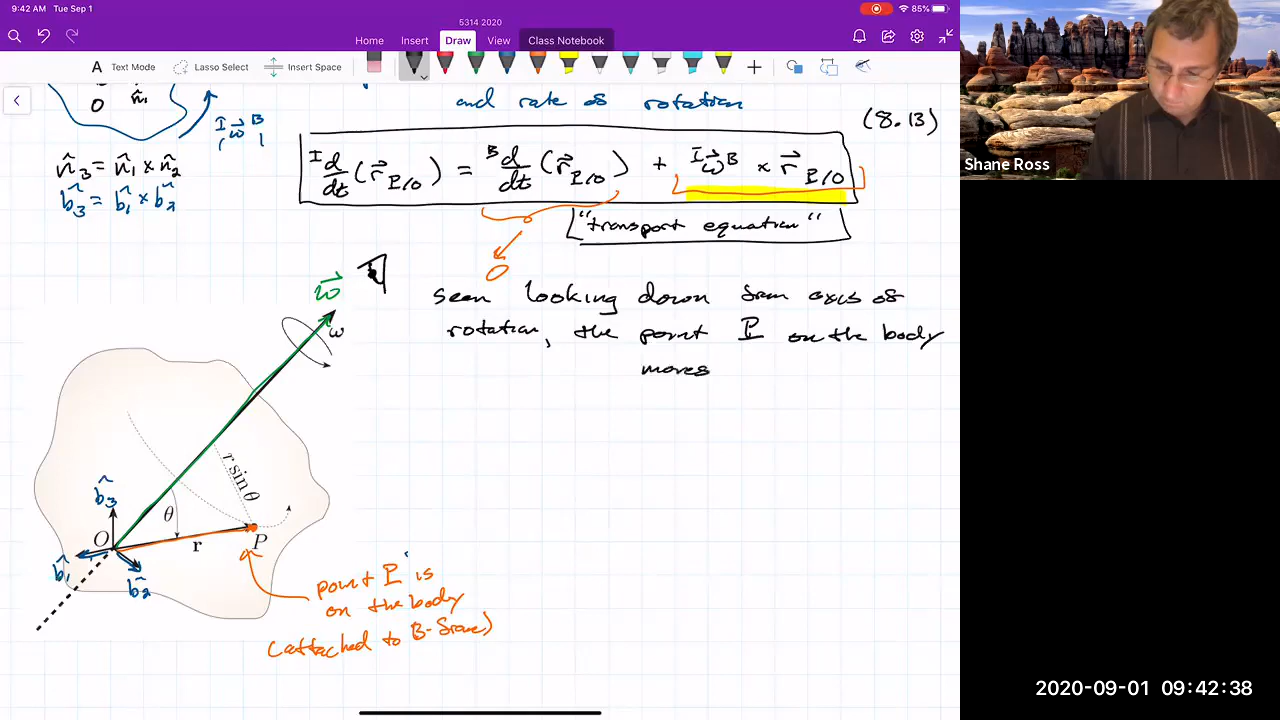 9:42 AM Tue Sep 1
85%
5314 2020
Home Insert Draw View Class Notebook
Text Mode Lasso Select Insert Space
O n̂₁
and rate of rotation
ᴵω⃗ᴮ
(8.13)
n̂₃ = n̂₁ × n̂₂
b̂₃ = b̂₁ × b̂₂
ᴵd/dt (r⃗ P/O) = ᴮd/dt (r⃗ P/O) + ᴵω⃗ᴮ × r⃗ P/O
"transport equation"
0
seen looking down from axis of
rotation, the point P on the body
moves
ω⃗
ω
r sin θ
b̂₃
θ
O
r
P
b̂₁
b̂₂
point P is
on the body
(attached to B-frame)
Shane Ross
2020-09-01 09:42:38